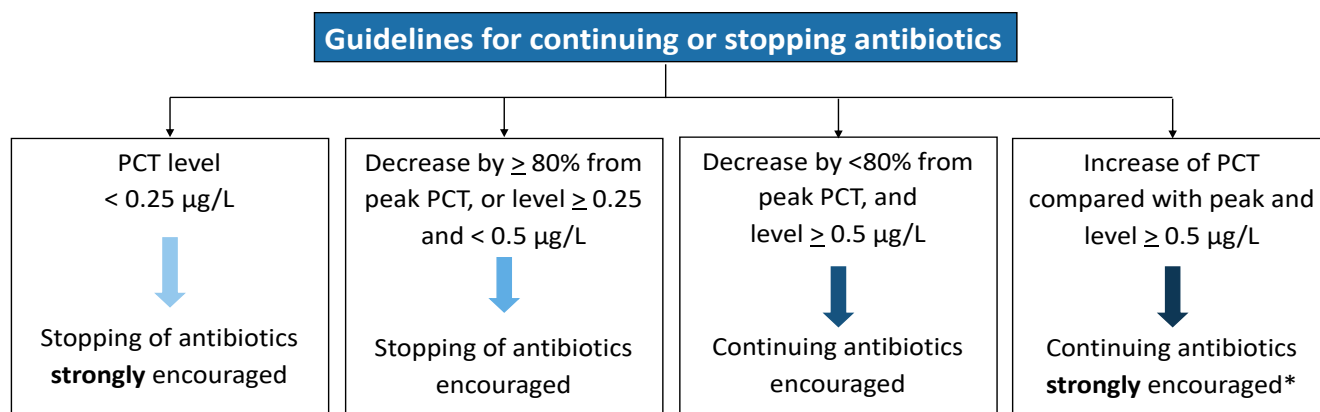 Guidelines for continuing or stopping antibiotics
PCT level
< 0.25 µg/L
Stopping of antibiotics
strongly encouraged
Decrease by ≥ 80% from
peak PCT, or level ≥ 0.25
and < 0.5 µg/L
Stopping of antibiotics
encouraged
Decrease by <80% from
peak PCT, and
level ≥ 0.5 µg/L
Continuing antibiotics
encouraged
Increase of PCT
compared with peak and
level ≥ 0.5 µg/L
Continuing antibiotics
strongly encouraged*